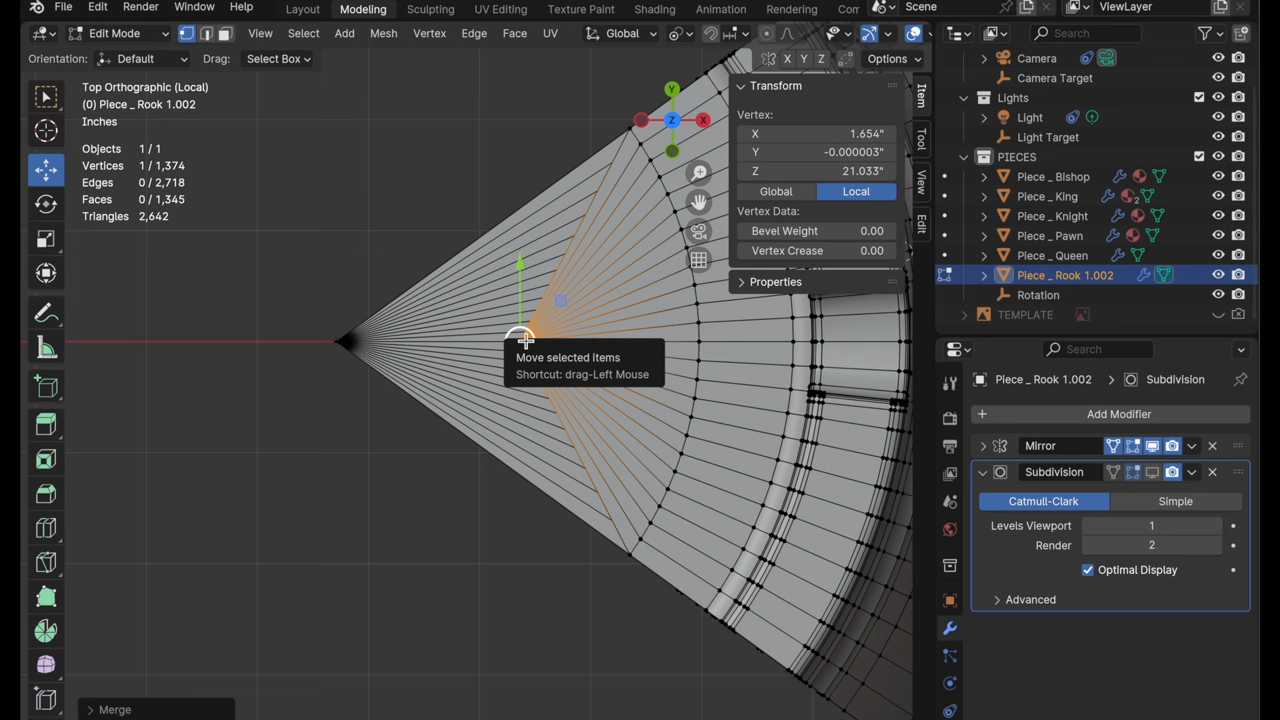 File Edit Render Window Help
Layout Modeling Sculpting UV Editing Texture Paint Shading Animation Rendering Com
Scene
ViewLayer
Edit Mode View Select Add Mesh Vertex Edge Face UV Global
Orientation: Default Drag: Select Box
X Y Z Options
Search
Top Orthographic (Local)
(0) Piece _ Rook 1.002
Inches
Objects 1 / 1
Vertices 1 / 1,374
Edges 0 / 2,718
Faces 0 / 1,345
Triangles 2,642
Y
Z
X
Transform
Vertex:
X 1.654"
Y -0.000003"
Z 21.033"
Global Local
Vertex Data:
Bevel Weight 0.00
Vertex Crease 0.00
Properties
Item
Tool
View
Edit
Move selected Items
Shortcut: drag-Left Mouse
Merge
Camera
Camera Target
Lights
Light
Light Target
PIECES
Piece _ Bishop
Piece _ King 2
Piece _ Knight
Piece _ Pawn
Piece _ Queen
Piece _ Rook 1.002
Rotation
TEMPLATE
Search
Piece _ Rook 1.002 Subdivision
Add Modifier
Mirror
Subdivision
Catmull-Clark Simple
Levels Viewport 1
Render 2
Optimal Display
Advanced